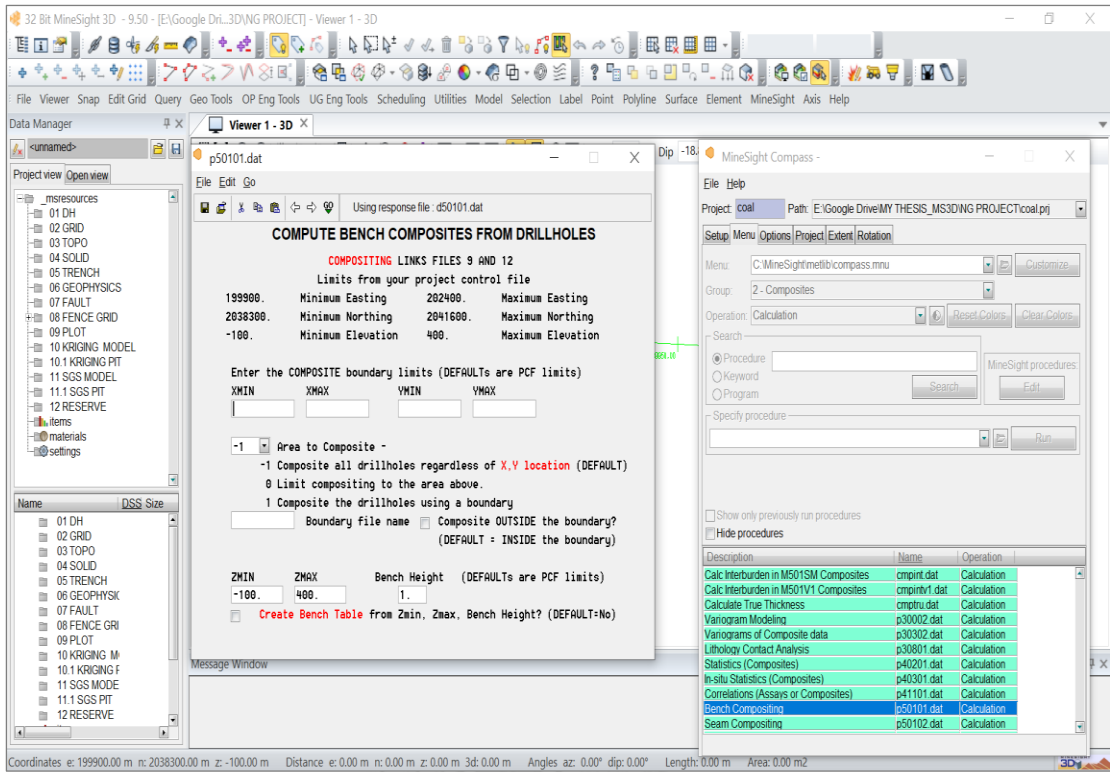 32 Bit MineSight 3D - 9.50 - [E:\Google Dri...3D\NG PROJECT] - Viewer 1 - 3D
File Viewer Snap Edit Grid Query Geo Tools OP Eng Tools UG Eng Tools Scheduling Utilities Model Selection Label Point Polyline Surface Element MineSight Axis Help
Data Manager
<unnamed>
Project view Open view
_msresources
01 DH
02 GRID
03 TOPO
04 SOLID
05 TRENCH
06 GEOPHYSICS
07 FAULT
08 FENCE GRID
09 PLOT
10 KRIGING MODEL
10.1 KRIGING PIT
11 SGS MODEL
11.1 SGS PIT
12 RESERVE
items
materials
settings
Name DSS Size
01 DH
02 GRID
03 TOPO
04 SOLID
05 TRENCH
06 GEOPHYSIC
07 FAULT
08 FENCE GRI
09 PLOT
10 KRIGING M
10.1 KRIGING F
11 SGS MODE
11.1 SGS PIT
12 RESERVE
Viewer 1 - 3D
Dip -18.
p50101.dat
File Edit Go
Using response file : d50101.dat
COMPUTE BENCH COMPOSITES FROM DRILLHOLES
COMPOSITING LINKS FILES 9 AND 12
Limits from your project control file
199900. Minimum Easting 202400. Maximum Easting
2038300. Minimum Northing 2041600. Maximum Northing
-100. Minimum Elevation 400. Maximum Elevation
Enter the COMPOSITE boundary limits (DEFAULTs are PCF limits)
XMIN XMAX YMIN YMAX
-1 Area to Composite -
-1 Composite all drillholes regardless of X,Y location (DEFAULT)
0 Limit compositing to the area above.
1 Composite the drillholes using a boundary
Boundary file name Composite OUTSIDE the boundary?
(DEFAULT = INSIDE the boundary)
ZMIN ZMAX Bench Height (DEFAULTs are PCF limits)
-100. 400. 1.
Create Bench Table from Zmin, Zmax, Bench Height? (DEFAULT=No)
Message Window
MineSight Compass -
File Help
Project: coal Path: E:\Google Drive\MY THESIS_MS3D\NG PROJECT\coal.prj
Setup Menu Options Project Extent Rotation
Menu: C:\MineSight\metlib\compass.mnu Customize
Group: 2 - Composites
Operation: Calculation Reset Colors Clear Colors
Search
Procedure
Keyword
Program
Search
MineSight procedures:
Edit
Specify procedure
Run
Show only previously run procedures
Hide procedures
Description Name Operation
Calc Interburden in M501SM Composites cmpint.dat Calculation
Calc Interburden in M501V1 Composites cmpintv1.dat Calculation
Calculate True Thickness cmptru.dat Calculation
Variogram Modeling p30002.dat Calculation
Variograms of Composite data p30302.dat Calculation
Lithology Contact Analysis p30801.dat Calculation
Statistics (Composites) p40201.dat Calculation
In-situ Statistics (Composites) p40301.dat Calculation
Correlations (Assays or Composites) p41101.dat Calculation
Bench Compositing p50101.dat Calculation
Seam Compositing p50102.dat Calculation
Coordinates e: 199900.00 m n: 2038300.00 m z: -100.00 m Distance e: 0.00 m n: 0.00 m z: 0.00 m 3d: 0.00 m Angles az: 0.00° dip: 0.00° Length: 0.00 m Area: 0.00 m2